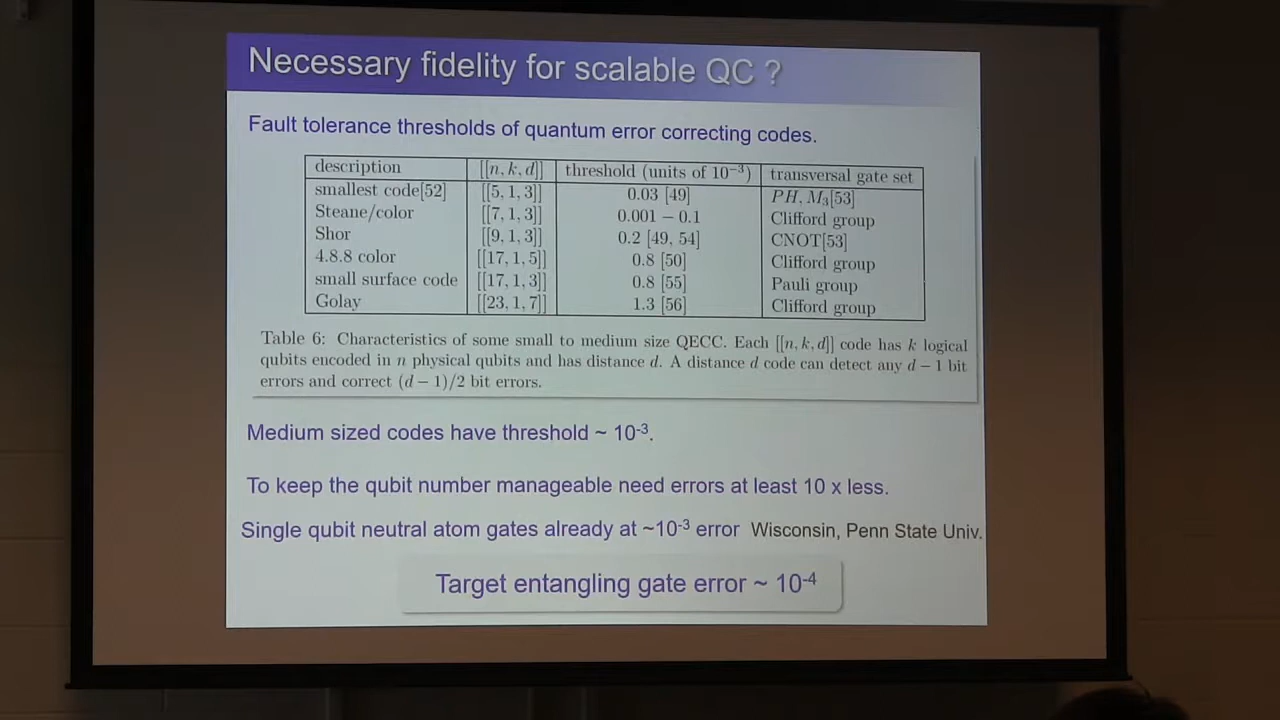 Necessary fidelity for scalable QC ?
Fault tolerance thresholds of quantum error correcting codes.
description [[n, k, d]] threshold (units of 10⁻³) transversal gate set
smallest code[52] [[5, 1, 3]] 0.03 [49] PH, M₃[53]
Steane/color [[7, 1, 3]] 0.001 − 0.1 Clifford group
Shor [[9, 1, 3]] 0.2 [49, 54] CNOT[53]
4.8.8 color [[17, 1, 5]] 0.8 [50] Clifford group
small surface code [[17, 1, 3]] 0.8 [55] Pauli group
Golay [[23, 1, 7]] 1.3 [56] Clifford group
Table 6: Characteristics of some small to medium size QECC. Each [[n, k, d]] code has k logical
qubits encoded in n physical qubits and has distance d. A distance d code can detect any d − 1 bit
errors and correct (d − 1)/2 bit errors.
Medium sized codes have threshold ~ 10⁻³.
To keep the qubit number manageable need errors at least 10 x less.
Single qubit neutral atom gates already at ~10⁻³ error Wisconsin, Penn State Univ.
Target entangling gate error ~ 10⁻⁴